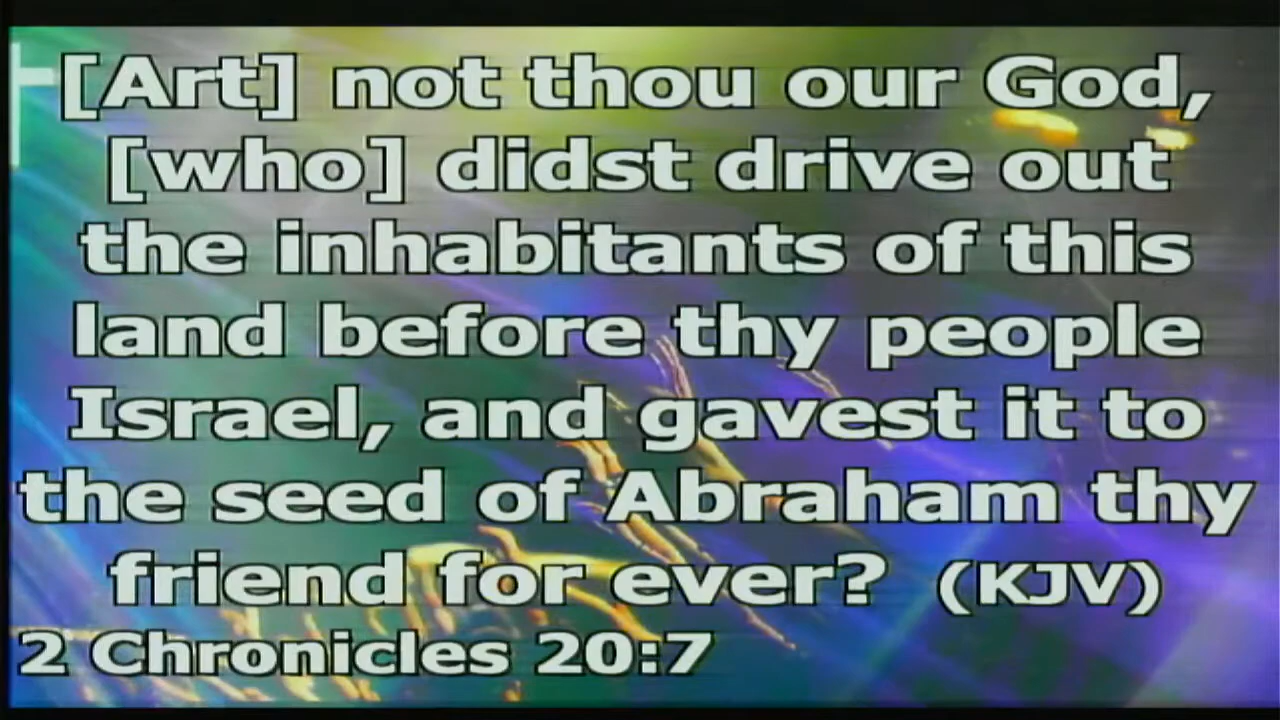 [Art] not thou our God,
[who] didst drive out
the inhabitants of this
land before thy people
Israel, and gavest it to
the seed of Abraham thy
friend for ever? (KJV)
2 Chronicles 20:7